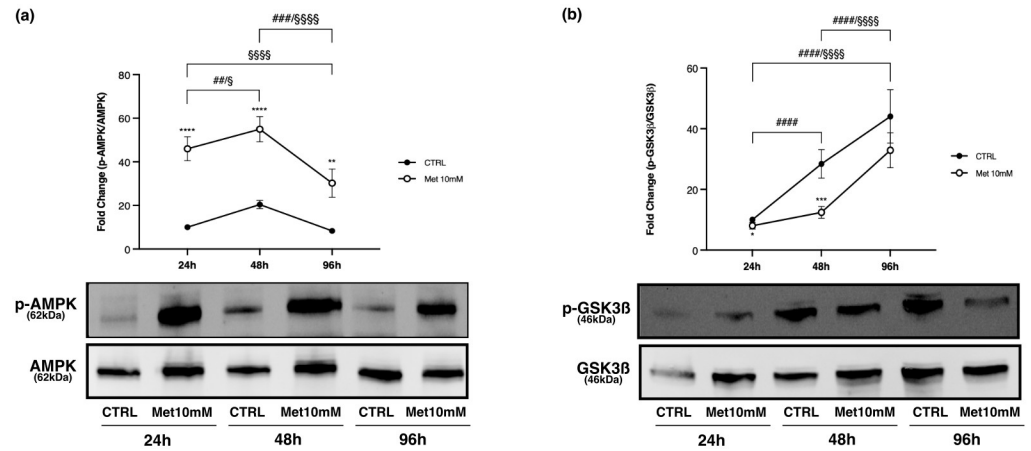 (a)
###/§§§§
§§§§
##/§
80
60
40
20
0
Fold Change (p-AMPK/AMPK)
****
****
**
CTRL
Met 10mM
24h 48h 96h
p-AMPK
(62kDa)
AMPK
(62kDa)
CTRL Met10mM CTRL Met10mM CTRL Met10mM
24h 48h 96h
(b)
####/§§§§
####/§§§§
####
60
40
20
0
Fold Change (p-GSK3β/GSK3β)
***
*
CTRL
Met 10mM
24h 48h 96h
p-GSK3ß
(46kDa)
GSK3ß
(46kDa)
CTRL Met10mM CTRL Met10mM CTRL Met10mM
24h 48h 96h